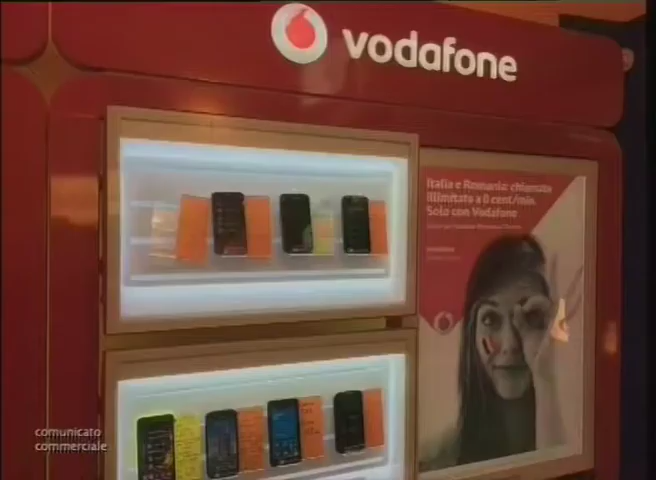 vodafone
Italia e Romania: chiamate
illimitate a 0 cent/min.
Solo con Vodafone
comunicato
commerciale